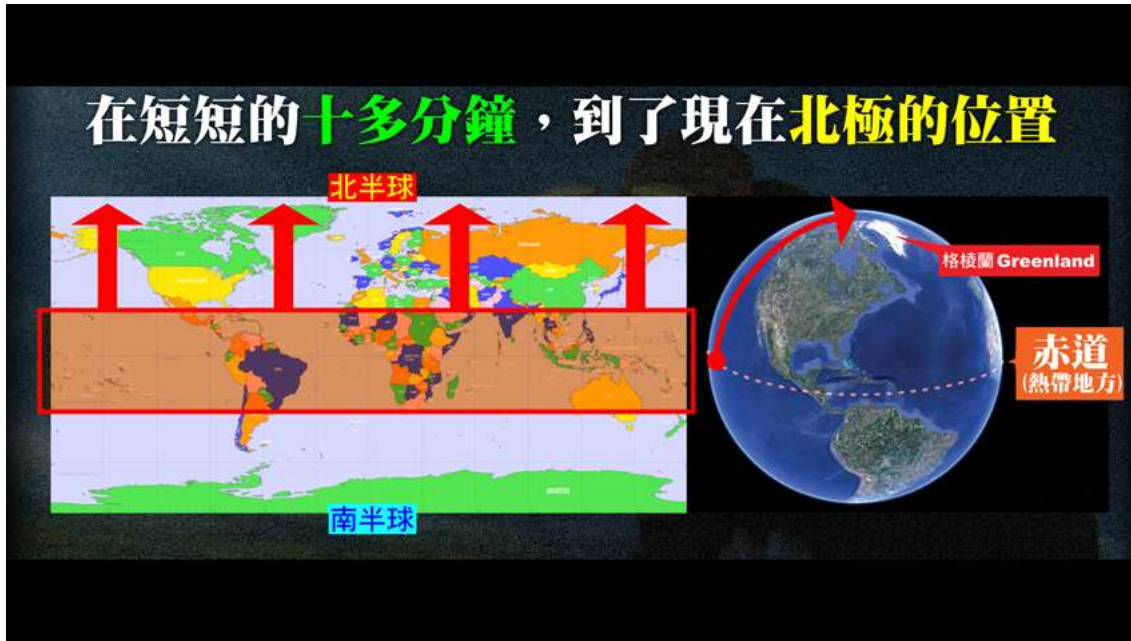 在短短的十多分鐘，到了現在北極的位置
北半球
格棱蘭 Greenland
赤道
(熱帶地方)
南半球